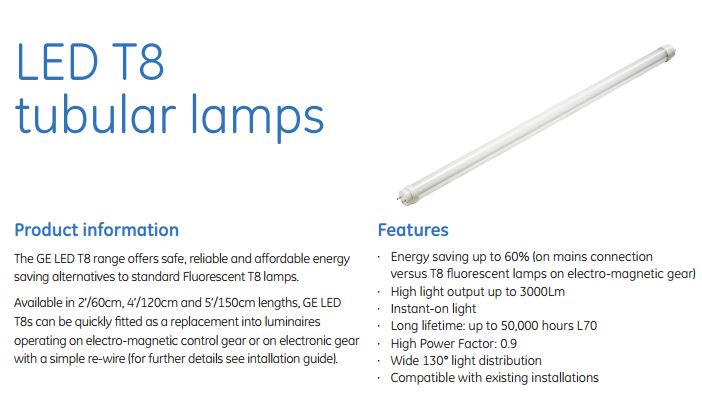 LED T8
tubular lamps
Product information
The GE LED T8 range offers safe, reliable and affordable energy
saving alternatives to standard Fluorescent T8 lamps.
Available in 2'/60cm, 4'/120cm and 5'/150cm lengths, GE LED
T8s can be quickly fitted as a replacement into luminaires
operating on electro-magnetic control gear or on electronic gear
with a simple re-wire (for further details see intallation guide).
Features
· Energy saving up to 60% (on mains connection
versus T8 fluorescent lamps on electro-magnetic gear)
· High light output up to 3000Lm
· Instant-on light
· Long lifetime: up to 50,000 hours L70
· High Power Factor: 0.9
· Wide 130° light distribution
· Compatible with existing installations